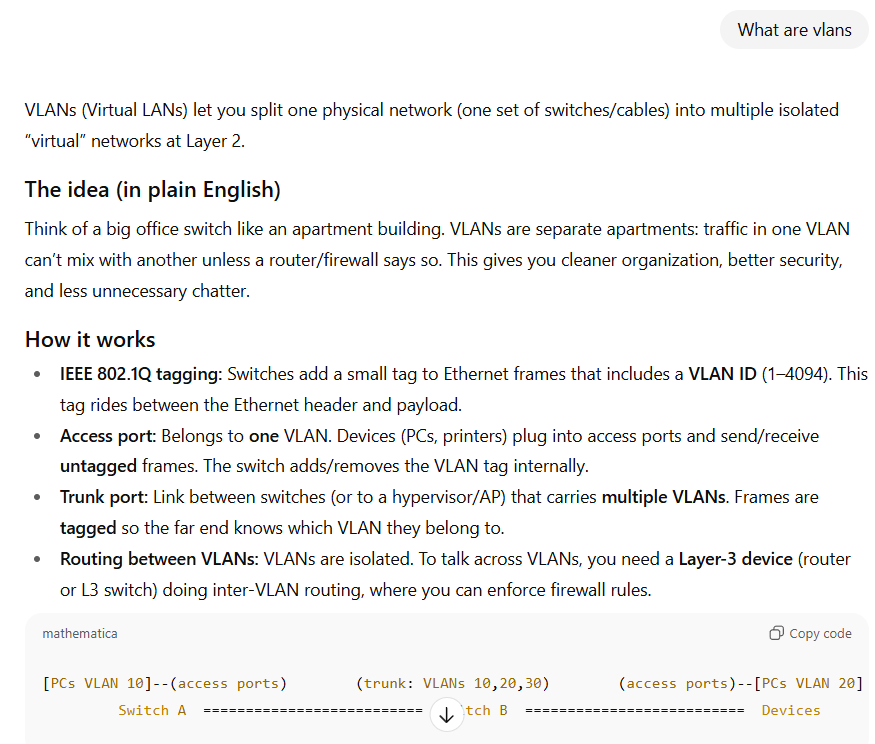 What are vlans
VLANs (Virtual LANs) let you split one physical network (one set of switches/cables) into multiple isolated
“virtual” networks at Layer 2.
The idea (in plain English)
Think of a big office switch like an apartment building. VLANs are separate apartments: traffic in one VLAN
can’t mix with another unless a router/firewall says so. This gives you cleaner organization, better security,
and less unnecessary chatter.
How it works
• IEEE 802.1Q tagging: Switches add a small tag to Ethernet frames that includes a VLAN ID (1–4094). This
tag rides between the Ethernet header and payload.
• Access port: Belongs to one VLAN. Devices (PCs, printers) plug into access ports and send/receive
untagged frames. The switch adds/removes the VLAN tag internally.
• Trunk port: Link between switches (or to a hypervisor/AP) that carries multiple VLANs. Frames are
tagged so the far end knows which VLAN they belong to.
• Routing between VLANs: VLANs are isolated. To talk across VLANs, you need a Layer-3 device (router
or L3 switch) doing inter-VLAN routing, where you can enforce firewall rules.
mathematica Copy code
[PCs VLAN 10]--(access ports) (trunk: VLANs 10,20,30) (access ports)--[PCs VLAN 20]
Switch A =========================== tch B =========================== Devices